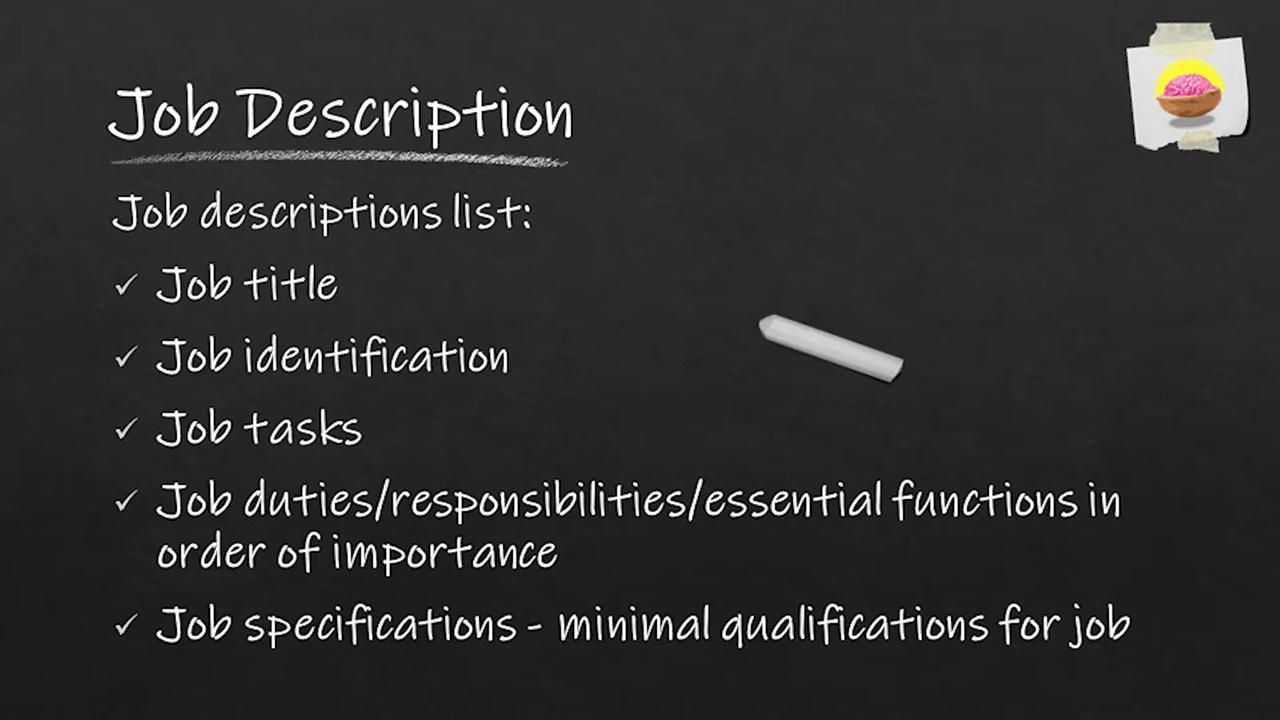 Job Description
Job descriptions list:
✓ Job title
✓ Job identification
✓ Job tasks
✓ Job duties/responsibilities/essential functions in
order of importance
✓ Job specifications - minimal qualifications for job